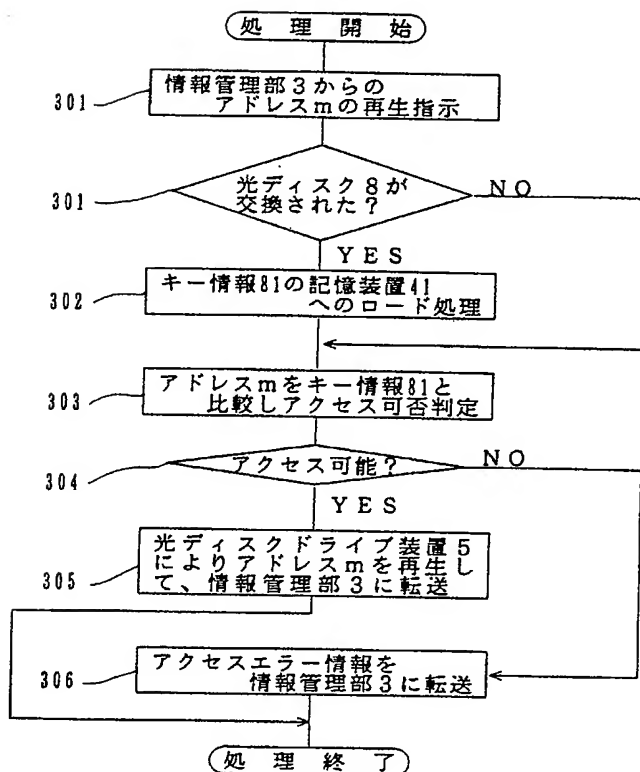 処理開始
情報管理部3からの
301
アドレスmの再生指示
光ディスク8が
NO
301
交換された?
YES
キー情報81の記憶装置41
302
へのロード処理
アドレスmをキー情報81と
303
比較しアクセス可否判定
アクセス可能?
NO
304
YES
光ディスクドライブ装置5
によりアドレスmを再生し
305
て、情報管理部3に転送
アクセスエラー情報を
306
情報管理部3に転送
処理終了